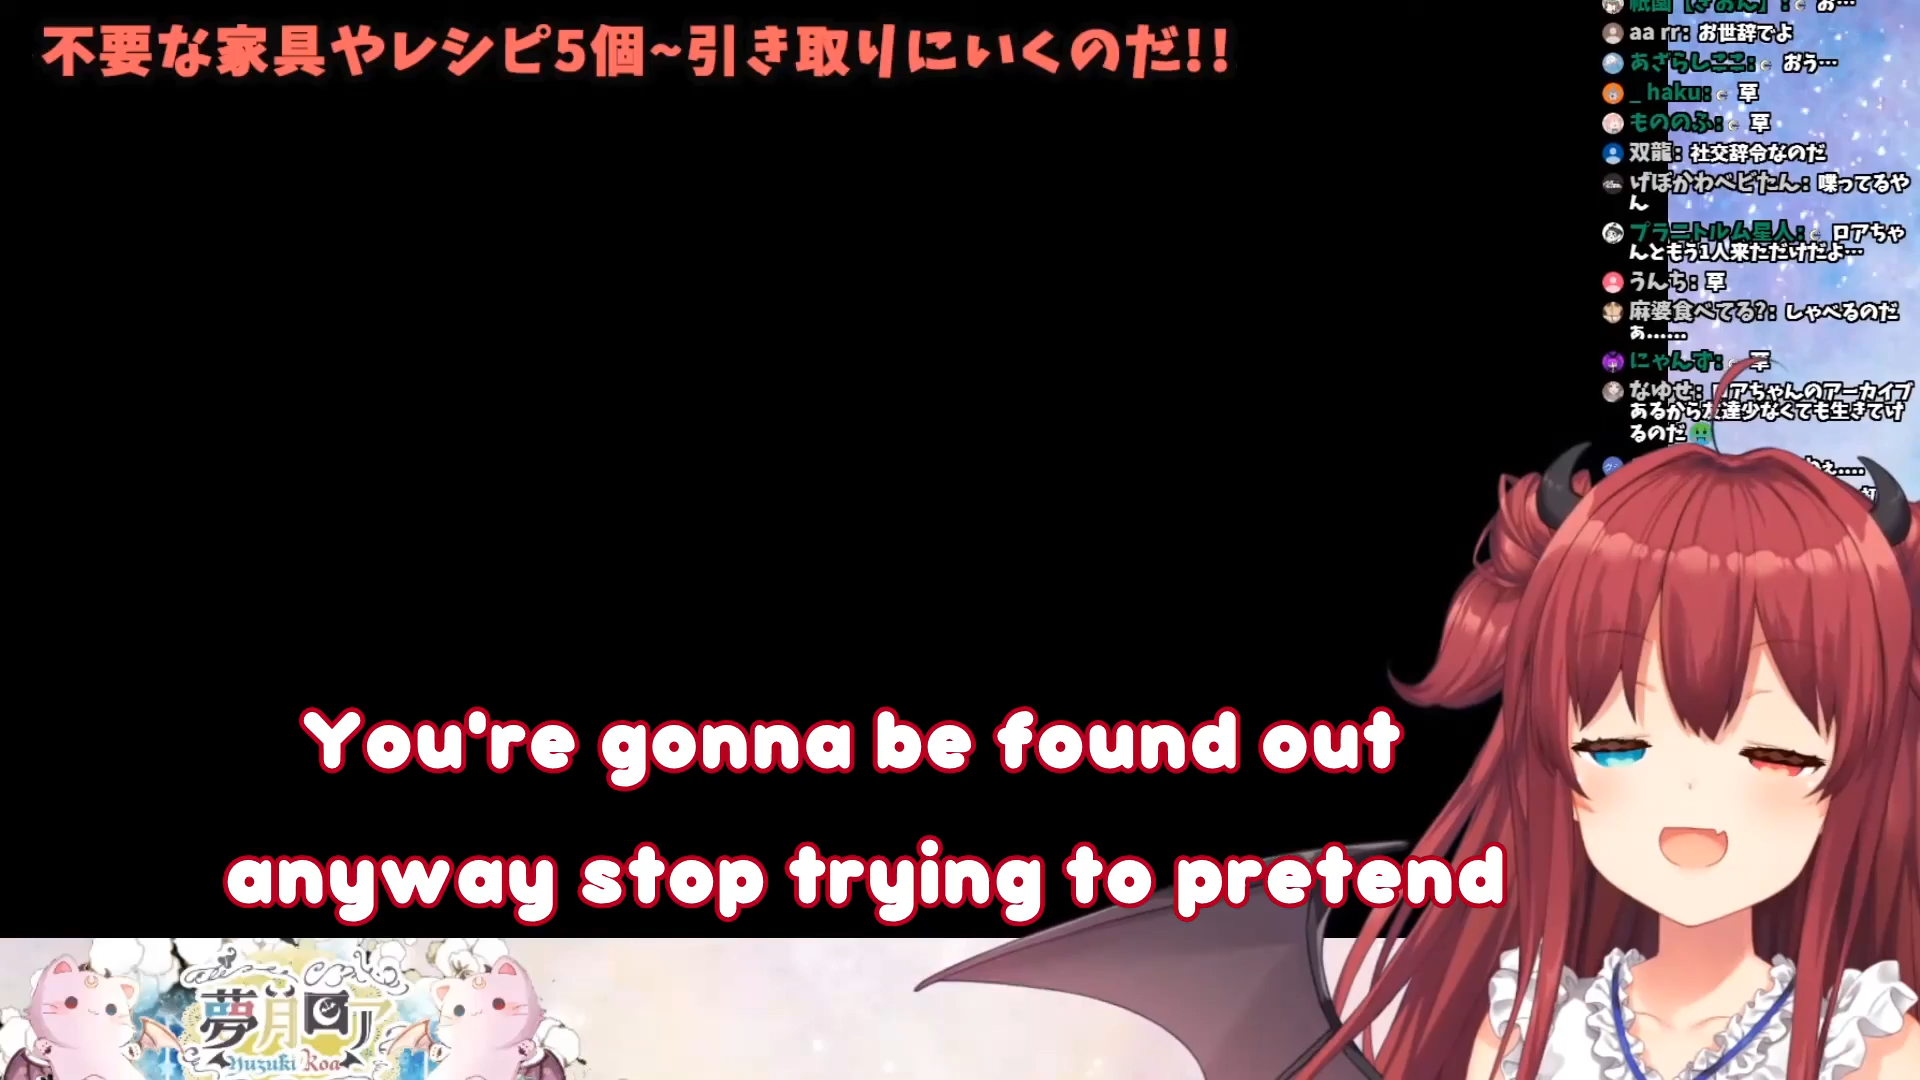 不要な家具やレシピ5個~引き取りにいくのだ!!
aa rr: お世辞でよ
あざらしここ: おう…
_ haku: 草
もののふ: 草
双龍: 社交辞令なのだ
げぼかわベビたん: 喋ってるや
ん
プラニトルム星人: ロアちゃ
んともう1人来ただけだよ…
うんち: 草
麻婆食べてる?: しゃべるのだ
ぁ……
にゃんず: 草
なゆせ: ロアちゃんのアーカイブ
あるから友達少なくても生きてけ
るのだ
You're gonna be found out
anyway stop trying to pretend
夢月ロア
Yuzuki Roa